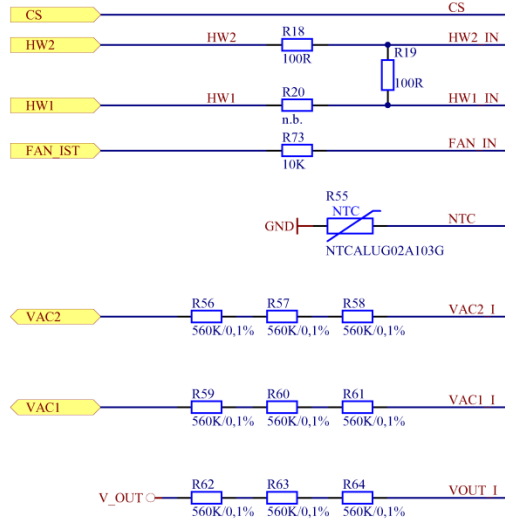 CS CS
HW2 HW2 R18 100R HW2_IN
R19 100R
HW1 HW1 R20 n.b. HW1_IN
FAN_IST R73 10K FAN_IN
R55
NTC
GND NTC
NTCALUG02A103G
VAC2 R56 R57 R58 VAC2_I
560K/0,1% 560K/0,1% 560K/0,1%
VAC1 R59 R60 R61 VAC1_I
560K/0,1% 560K/0,1% 560K/0,1%
V_OUT R62 R63 R64 VOUT_I
560K/0,1% 560K/0,1% 560K/0,1%